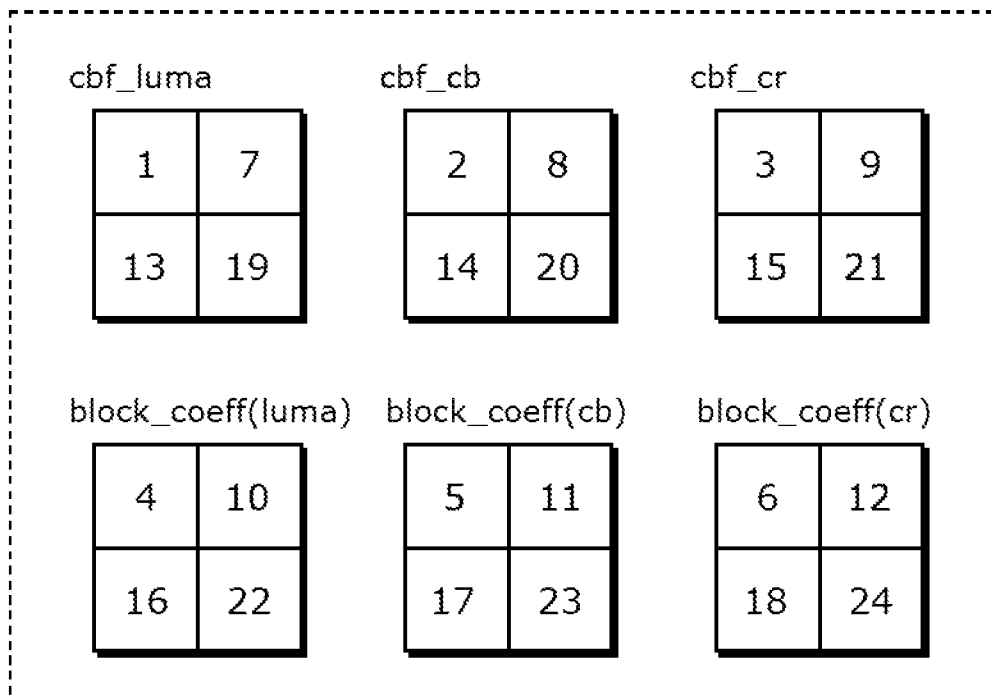 cbf_luma cbf_cb cbf_cr
1 7 2 8 3 9
13 19 14 20 15 21
block_coeff(luma) block_coeff(cb) block_coeff(cr)
4 10 5 11 6 12
16 22 17 23 18 24